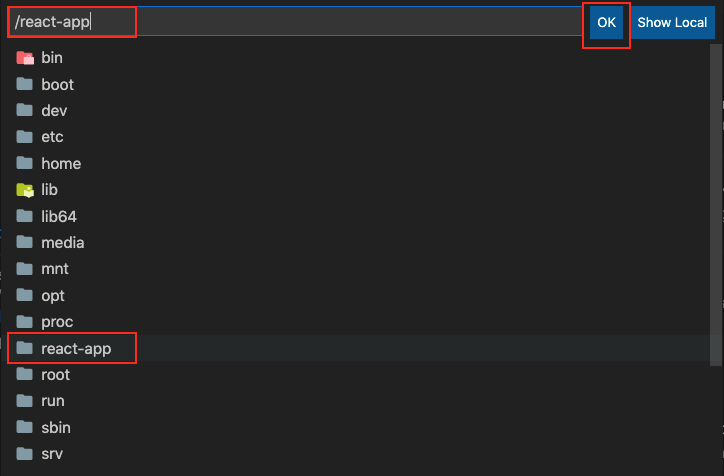 /react-app
OK
Show Local
bin
boot
dev
etc
home
lib
lib64
media
mnt
opt
proc
react-app
root
run
sbin
srv